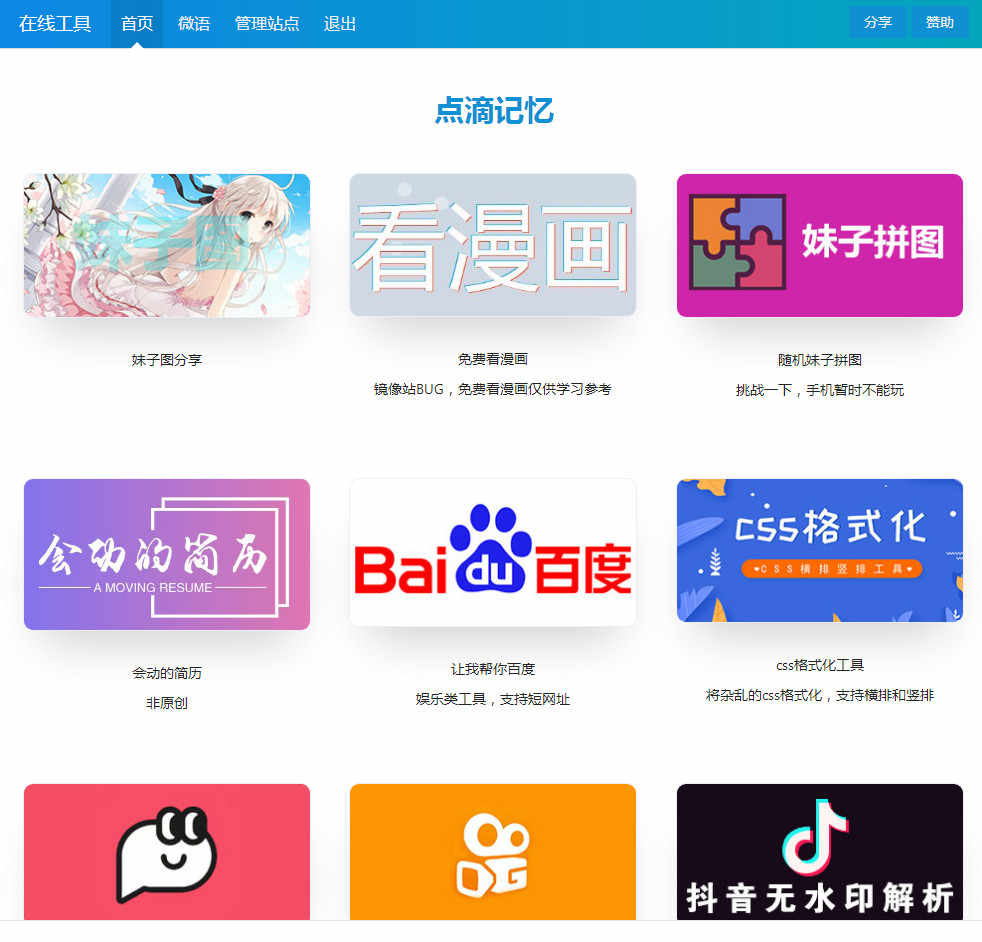 在线工具 首页 微语 管理站点 退出 分享 赞助
点滴记忆
看漫画
妹子拼图
妹子图分享
免费看漫画
随机妹子拼图
镜像站BUG，免费看漫画仅供学习参考
挑战一下，手机暂时不能玩
会动的简历
A MOVING RESUME
Bai du 百度
css格式化
CSS横排竖排工具
会动的简历
让我帮你百度
css格式化工具
非原创
娱乐类工具，支持短网址
将杂乱的css格式化，支持横排和竖排
抖音无水印解析